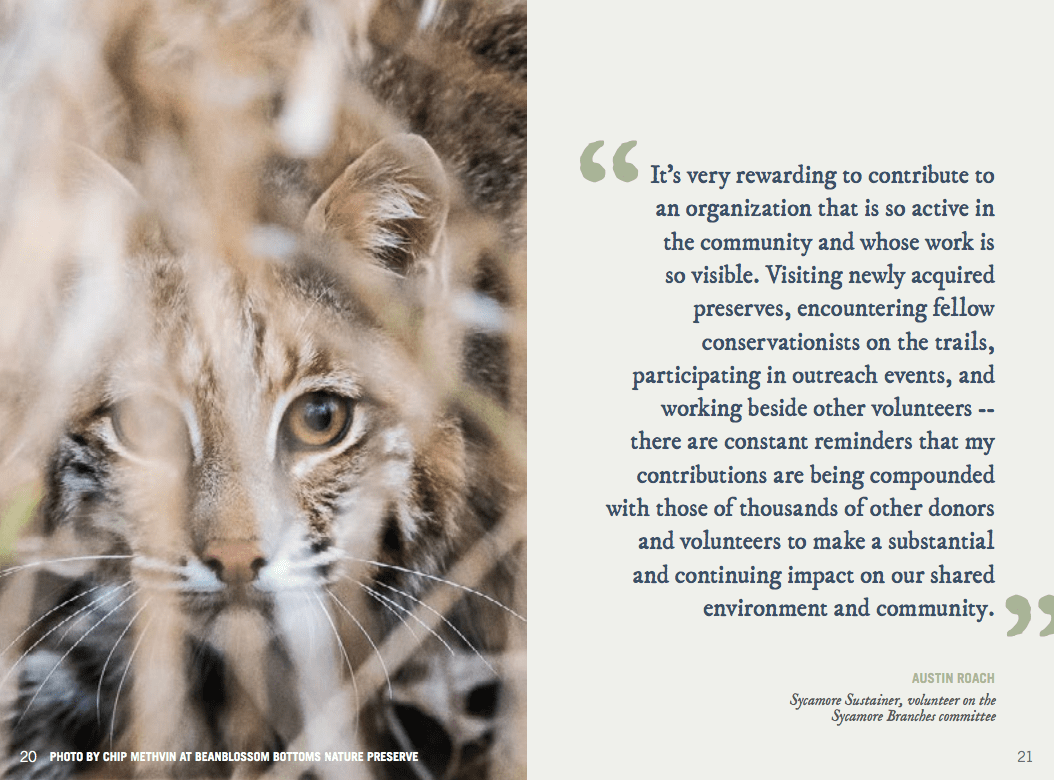 20 PHOTO BY CHIP METHVIN AT BEANBLOSSOM BOTTOMS NATURE PRESERVE
“ It’s very rewarding to contribute to
an organization that is so active in
the community and whose work is
so visible. Visiting newly acquired
preserves, encountering fellow
conservationists on the trails,
participating in outreach events, and
working beside other volunteers --
there are constant reminders that my
contributions are being compounded
with those of thousands of other donors
and volunteers to make a substantial
and continuing impact on our shared
environment and community. ”
AUSTIN ROACH
Sycamore Sustainer, volunteer on the
Sycamore Branches committee
21